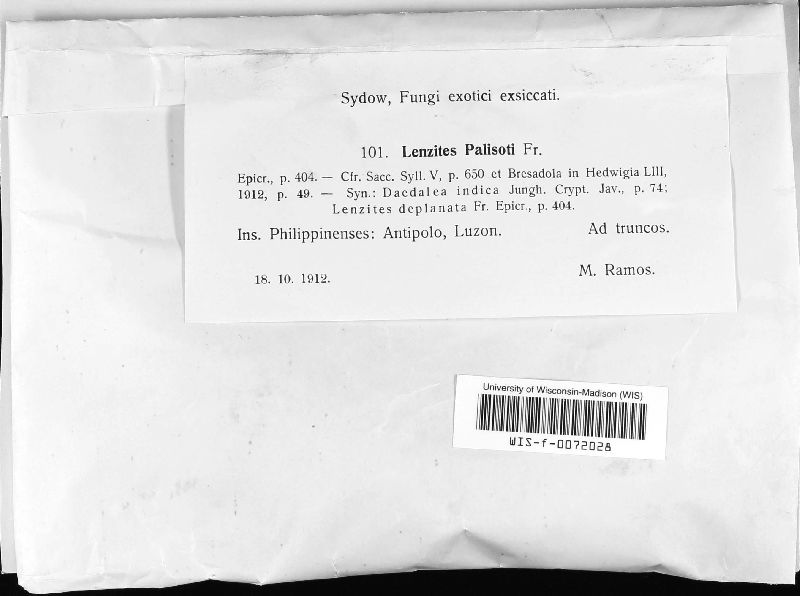 Sydow, Fungi exotici exsiccati.
101. Lenzites Palisoti Fr.
Epicr., p. 404. — Cfr. Sacc. Syll. V, p. 650 et Bresadola in Hedwigia LIII,
1912, p. 49. — Syn.: Daedalea indica Jungh. Crypt. Jav., p. 74;
Lenzites deplanata Fr. Epicr., p. 404.
Ins. Philippinenses: Antipolo, Luzon. Ad truncos.
18. 10. 1912. M. Ramos.
University of Wisconsin-Madison (WIS)
WIS-f-0072028